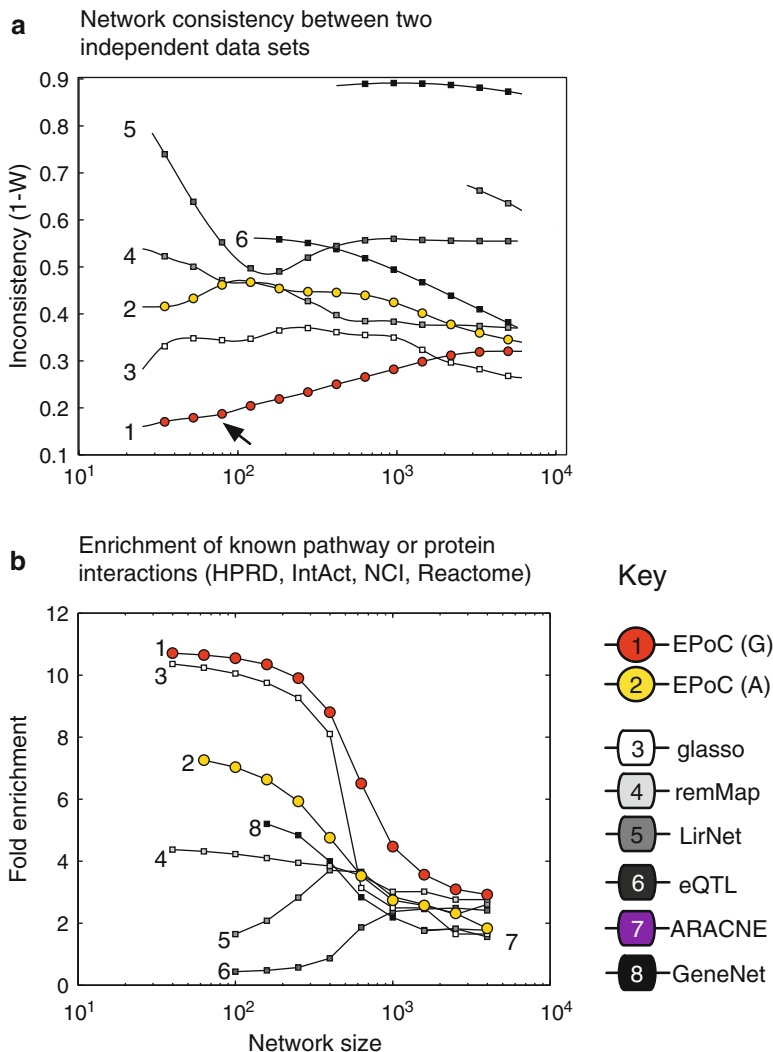 a
Network consistency between two
independent data sets
0.9
0.8
0.7
0.6
0.5
0.4
0.3
0.2
0.1
Inconsistency (1-W)
5
4
6
2
3
1
10¹
10²
10³
10⁴
b
Enrichment of known pathway or protein
interactions (HPRD, IntAct, NCI, Reactome)
12
10
8
6
4
2
0
Fold enrichment
1
3
2
8
4
5
6
7
10¹
10²
10³
10⁴
Network size
Key
1 EPoC (G)
2 EPoC (A)
3 glasso
4 remMap
5 LirNet
6 eQTL
7 ARACNE
8 GeneNet